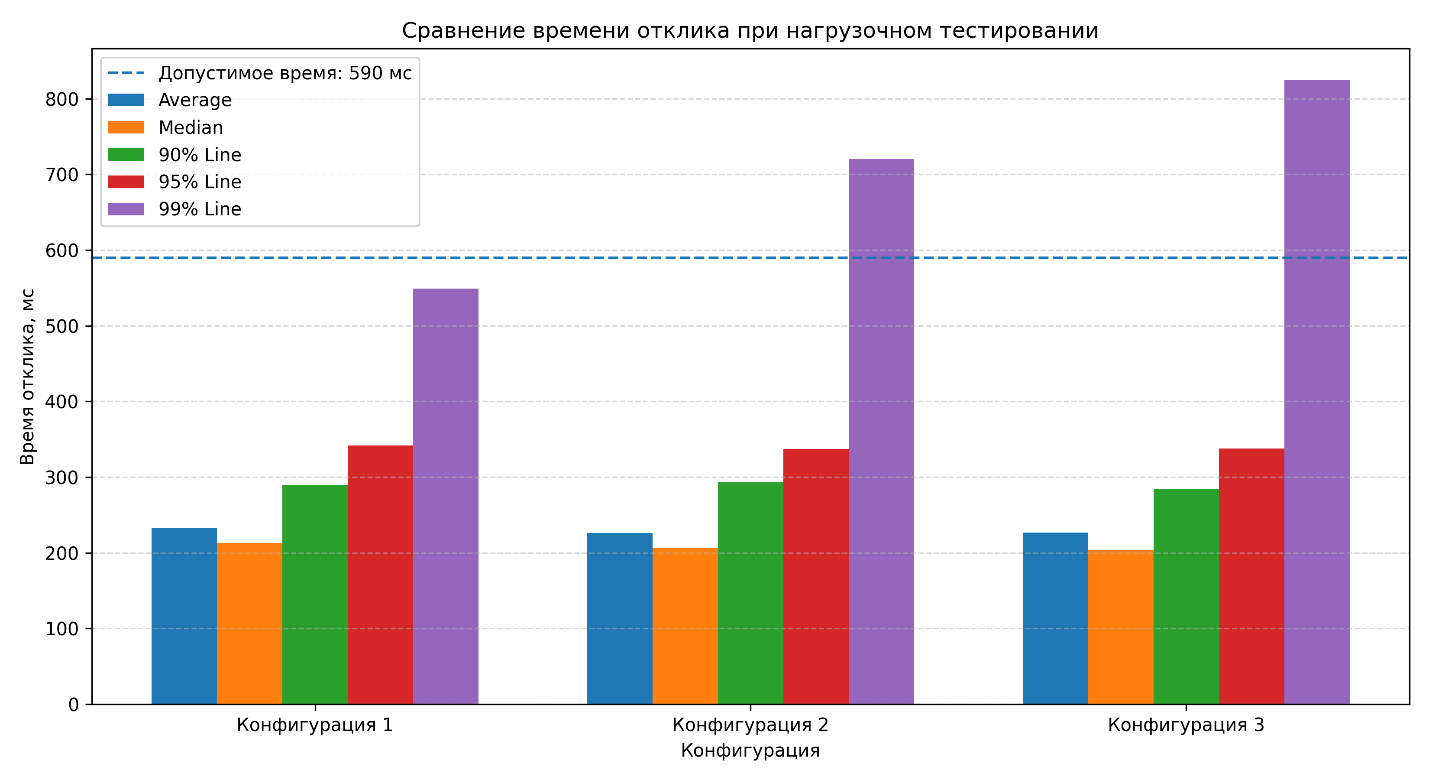 Сравнение времени отклика при нагрузочном тестировании
Допустимое время: 590 мс
Average
Median
90% Line
95% Line
99% Line
Время отклика, мс
800
700
600
500
400
300
200
100
0
Конфигурация 1
Конфигурация 2
Конфигурация 3
Конфигурация